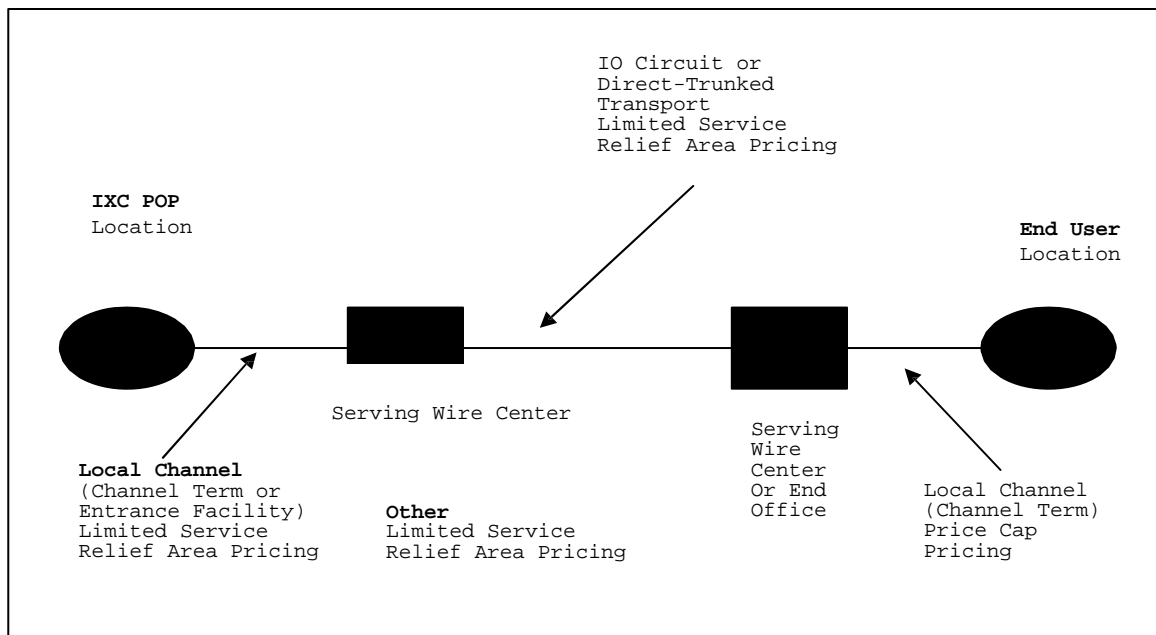 IO Circuit or
Direct-Trunked
Transport
Limited Service
Relief Area Pricing
IXC POP
Location
End User
Location
Serving Wire Center
Serving
Wire
Center
Or End
Office
Local Channel
(Channel Term or
Entrance Facility)
Limited Service
Relief Area Pricing
Other
Limited Service
Relief Area Pricing
Local Channel
(Channel Term)
Price Cap
Pricing